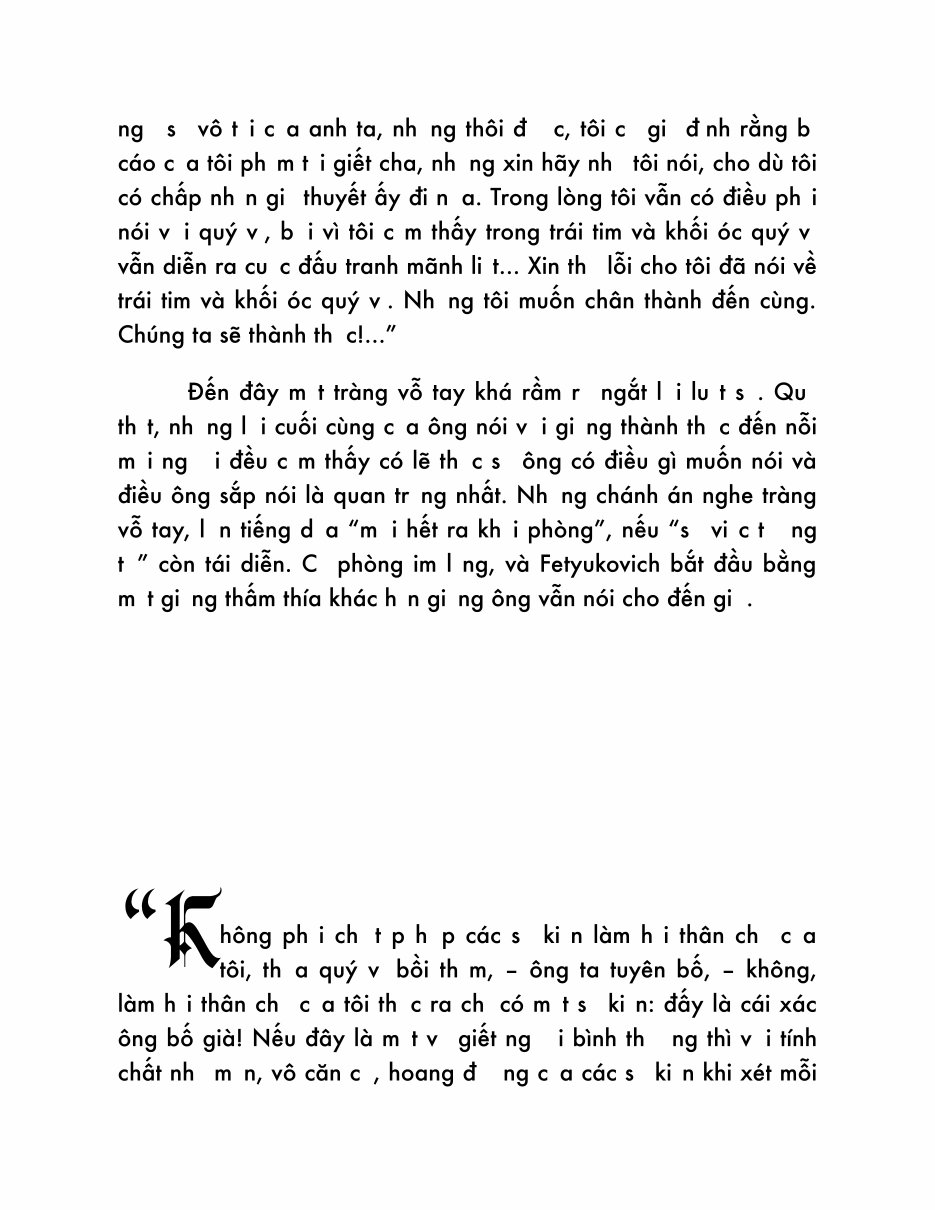 ng s vô t i c a anh ta, nh ng thôi đ c, tôi c gi đ nh rằng b
cáo c a tôi ph m t i giết cha, nh ng xin hãy nh tôi nói, cho dù tôi
có chấp nh n gi thuyết ấy đi n a. Trong lòng tôi vẫn có điều ph i
nói v i quý v , b i vì tôi c m thấy trong trái tim và khối óc quý v
vẫn diễn ra cu c đấu tranh mãnh li t... Xin th lỗi cho tôi đã nói về
trái tim và khối óc quý v . Nh ng tôi muốn chân thành đến cùng.
Chúng ta sẽ thành th c!...”
Đến đây m t tràng vỗ tay khá rầm r ngắt l i lu t s . Qu
th t, nh ng l i cuối cùng c a ông nói v i gi ng thành th c đến nỗi
m i ng i đều c m thấy có lẽ th c s ông có điều gì muốn nói và
điều ông sắp nói là quan tr ng nhất. Nh ng chánh án nghe tràng
vỗ tay, l n tiếng d a “m i hết ra kh i phòng”, nếu “s vi c t ng
t ” còn tái diễn. C phòng im l ng, và Fetyukovich bắt đầu bằng
m t gi ng thấm thía khác h n gi ng ông vẫn nói cho đến gi .
“Không ph i ch t p h p các s ki n làm h i thân ch c a
tôi, th a quý v bồi th m, – ông ta tuyên bố, – không,
làm h i thân ch c a tôi th c ra ch có m t s ki n: đấy là cái xác
ông bố già! Nếu đây là m t v giết ng i bình th ng thì v i tính
chất nh m n, vô căn c , hoang đ ng c a các s ki n khi xét mỗi